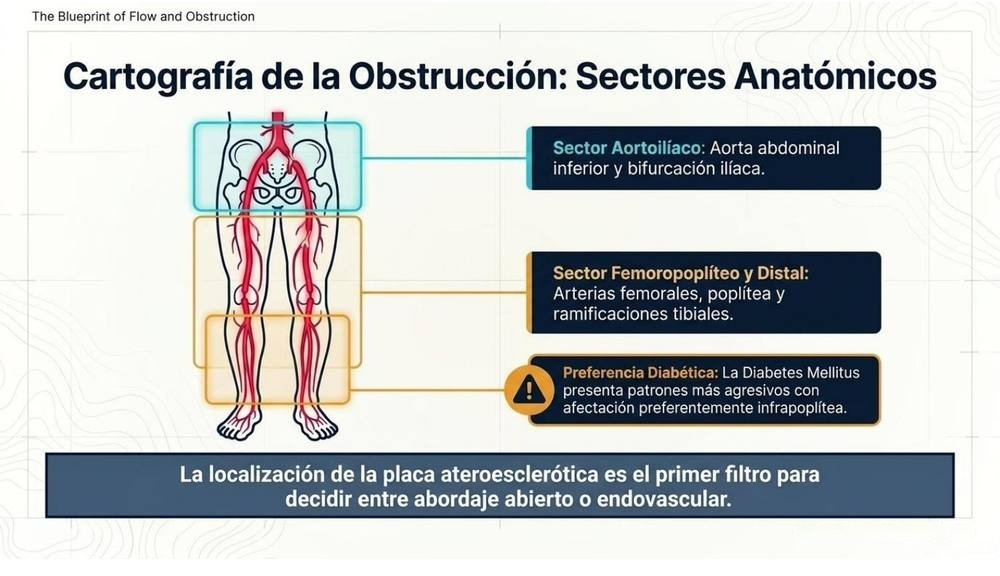 The Blueprint of Flow and Obstruction
Cartografía de la Obstrucción: Sectores Anatómicos
Sector Aortoilíaco: Aorta abdominal
inferior y bifurcación ilíaca.
Sector Femoropoplíteo y Distal:
Arterias femorales, poplítea y
ramificaciones tibiales.
Preferencia Diabética: La Diabetes Mellitus
presenta patrones más agresivos con
afectación preferentemente infrapoplítea.
La localización de la placa ateroesclerótica es el primer filtro para
decidir entre abordaje abierto o endovascular.